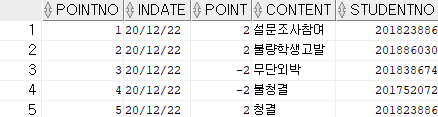 POINTNO INDATE POINT CONTENT STUDENTNO
1 1 20/12/22 2 설문조사참여 201823886
2 2 20/12/22 2 불량학생고발 201886030
3 3 20/12/22 -2 무단외박 201838674
4 4 20/12/22 -2 불청결 201752072
5 5 20/12/22 2 청결 201823886